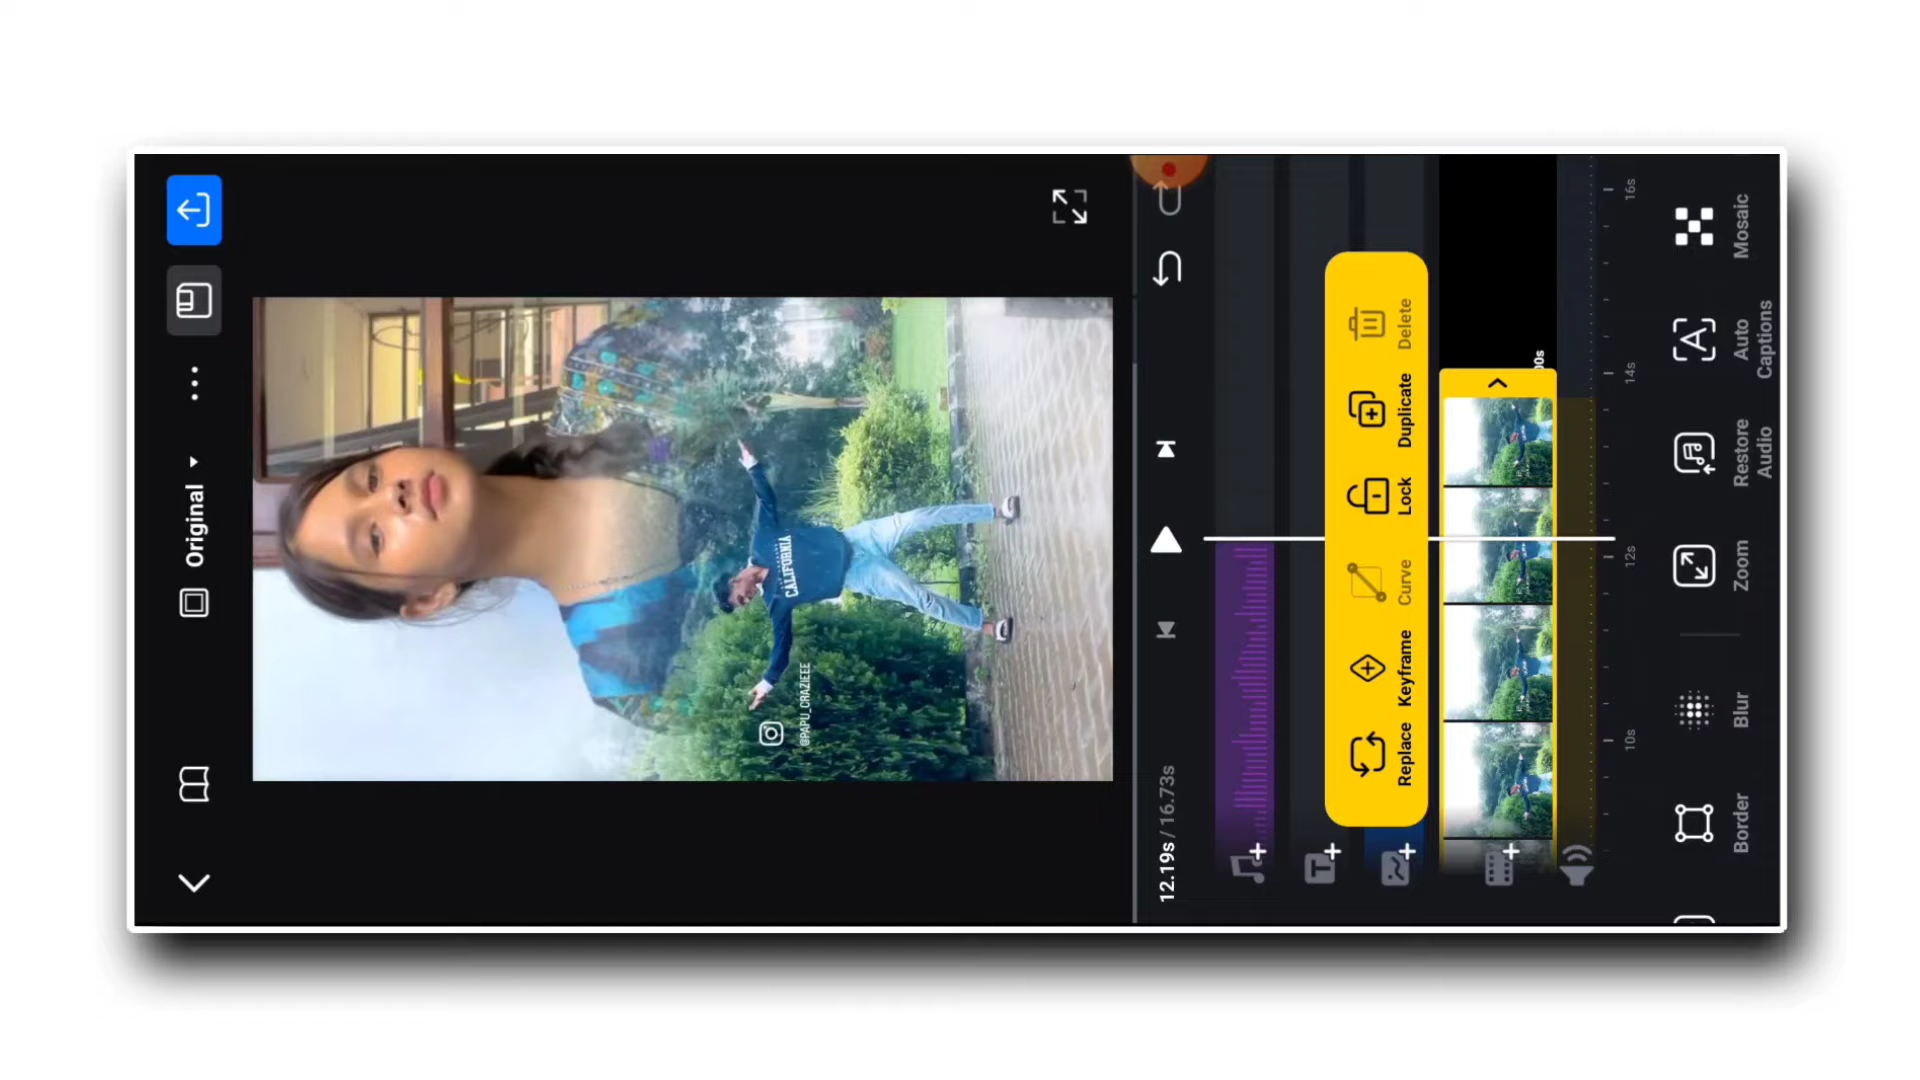 Original
CALIFORNIA
@PAPU_CRAZIEEE
12.19s / 16.73s
Replace
Keyframe
Curve
Lock
Duplicate
Delete
10s
12s
14s
16s
Border
Blur
Zoom
Restore
Audio
Auto
Captions
Mosaic